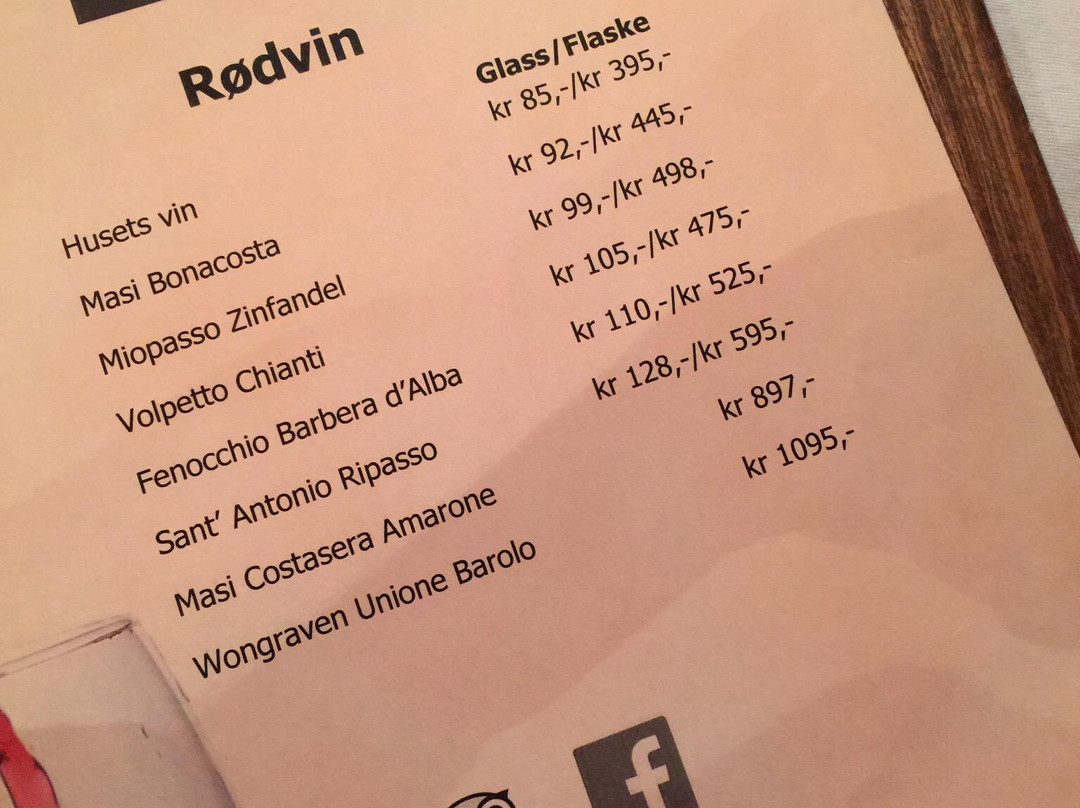 Rødvin
Glass/Flaske
Husets vin kr 85,-/kr 395,-
Masi Bonacosta kr 92,-/kr 445,-
Miopasso Zinfandel kr 99,-/kr 498,-
Volpetto Chianti kr 105,-/kr 475,-
Fenocchio Barbera d'Alba kr 110,-/kr 525,-
Sant' Antonio Ripasso kr 128,-/kr 595,-
Masi Costasera Amarone kr 897,-
Wongraven Unione Barolo kr 1095,-